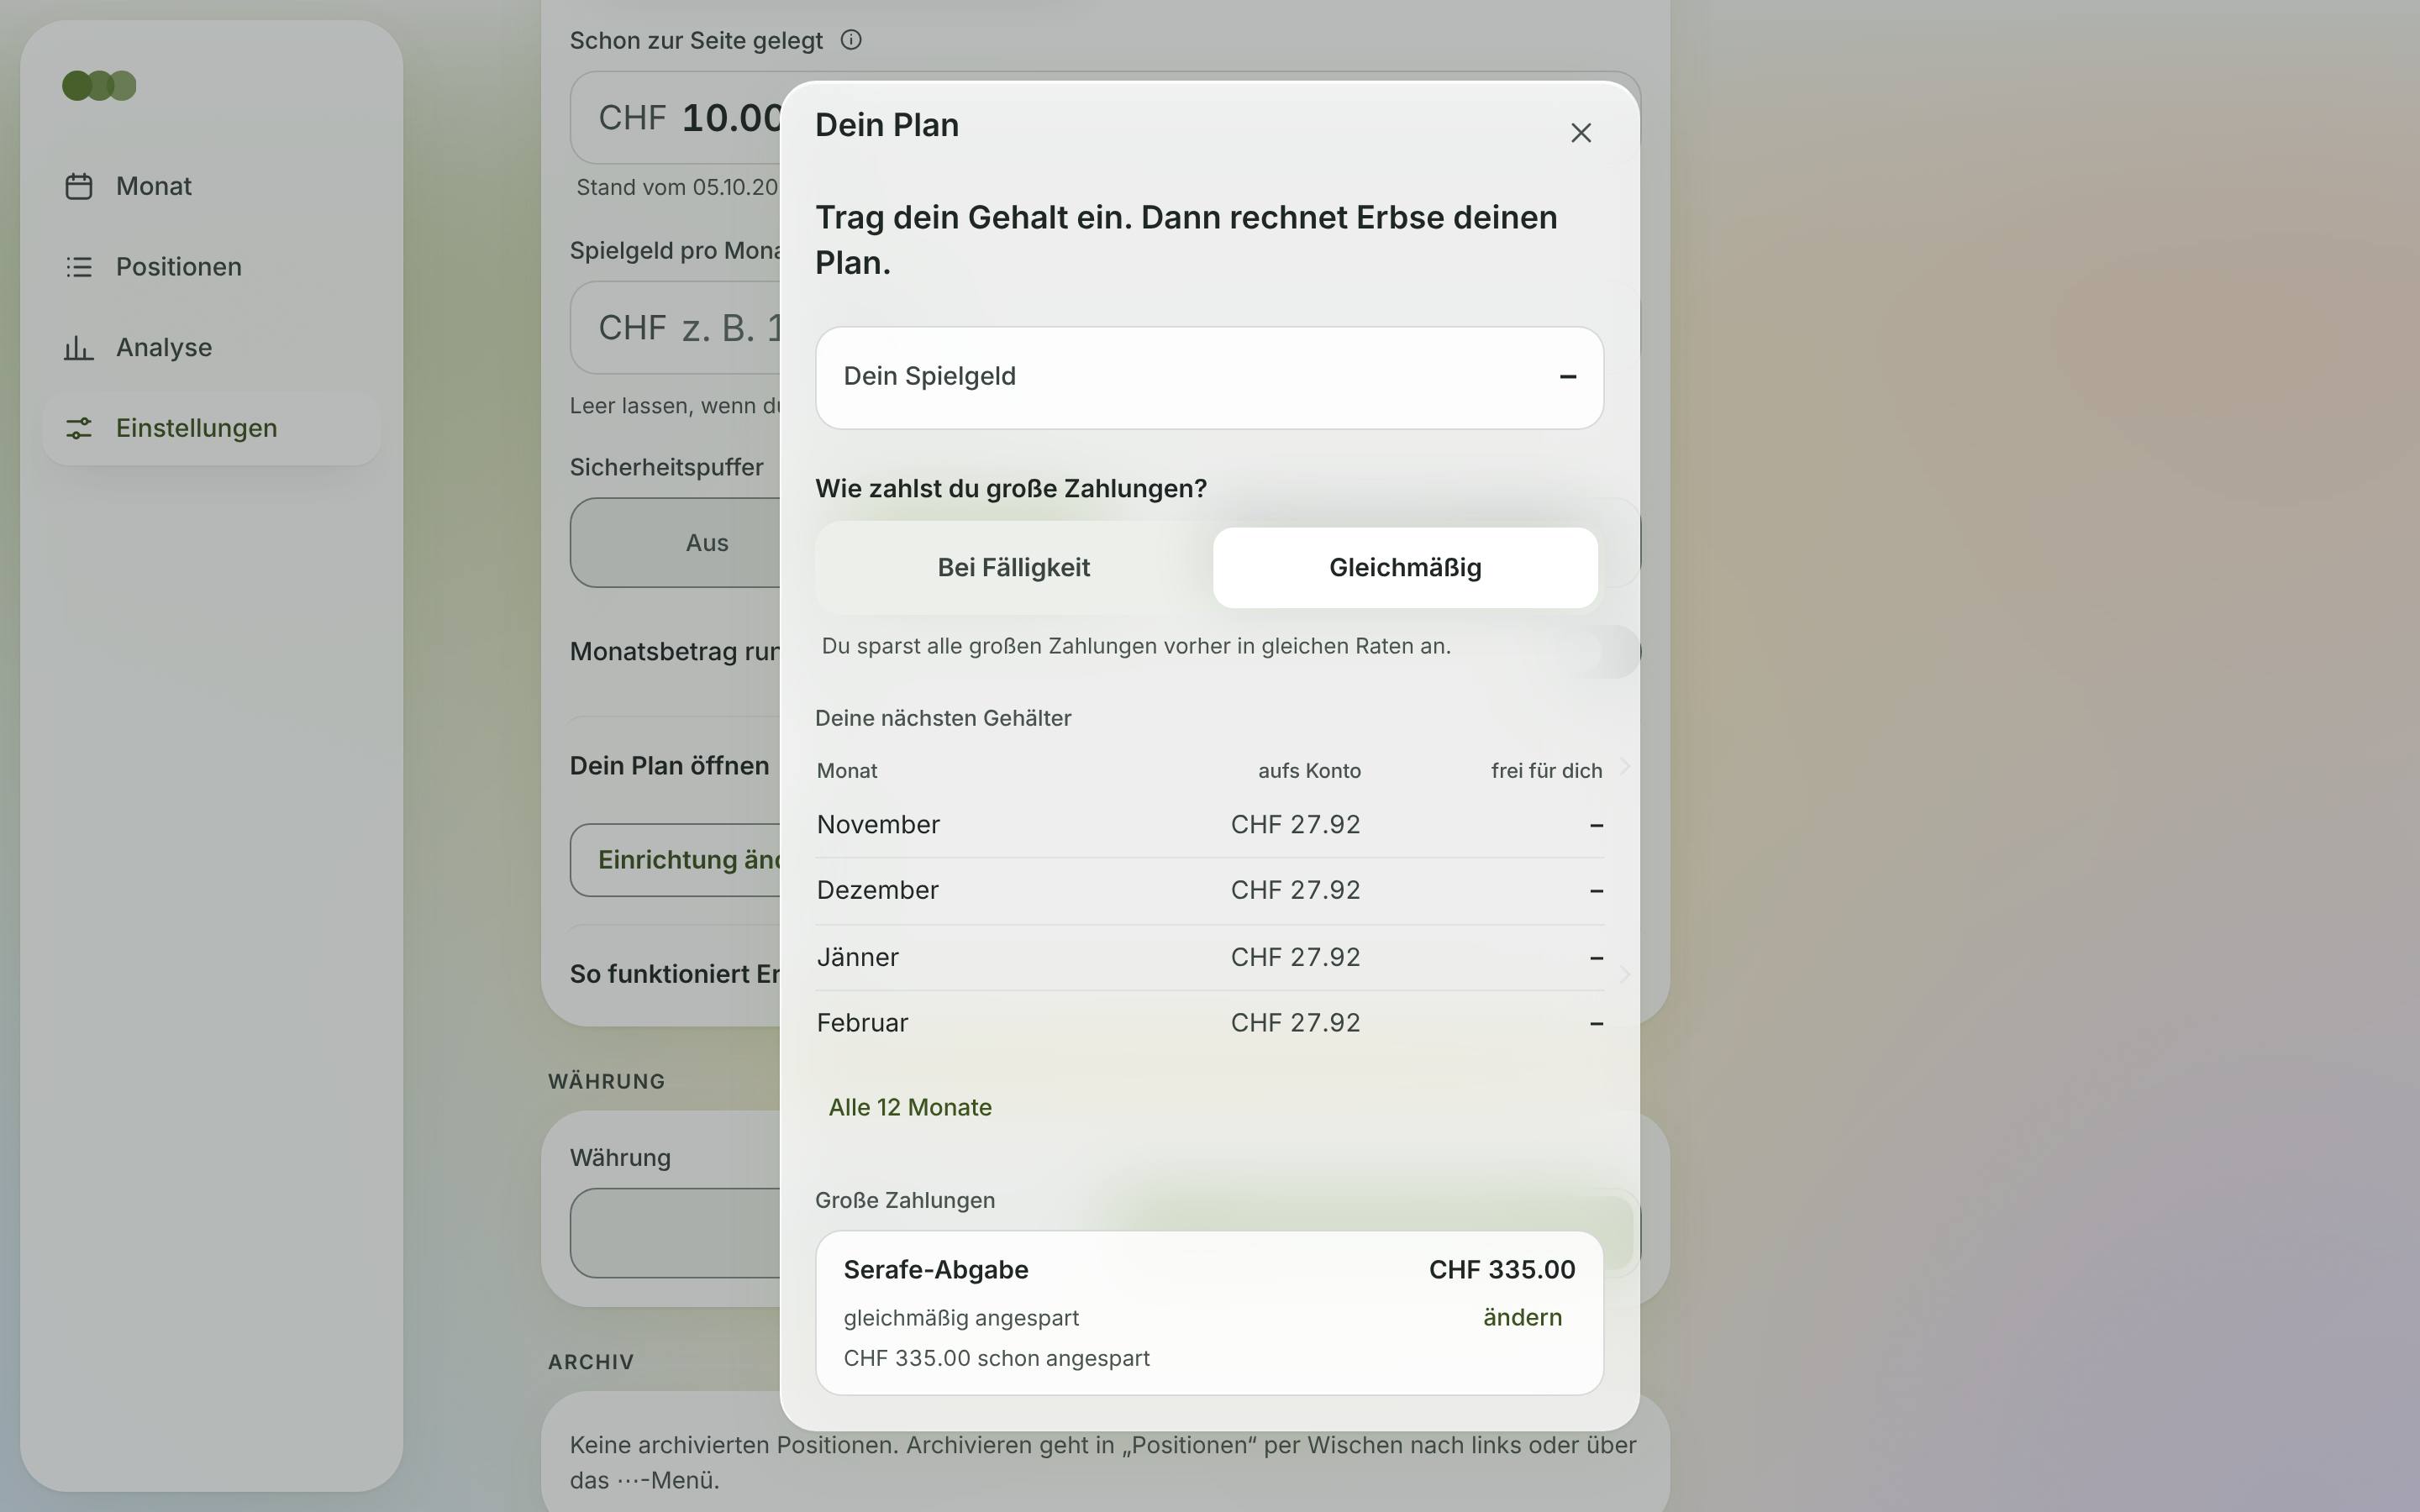 Monat
Positionen
Analyse
Einstellungen
Schon zur Seite gelegt
CHF 10.00
Stand vom 05.10.20
Spielgeld pro Mona
CHF z. B. 1
Leer lassen, wenn du
Sicherheitspuffer
Aus
Monatsbetrag run
Dein Plan öffnen
Einrichtung änd
So funktioniert Er
WÄHRUNG
Währung
ARCHIV
Keine archivierten Positionen. Archivieren geht in „Positionen“ per Wischen nach links oder über
das ···-Menü.
Dein Plan
Trag dein Gehalt ein. Dann rechnet Erbse deinen
Plan.
Dein Spielgeld –
Wie zahlst du große Zahlungen?
Bei Fälligkeit Gleichmäßig
Du sparst alle großen Zahlungen vorher in gleichen Raten an.
Deine nächsten Gehälter
Monat aufs Konto frei für dich
November CHF 27.92 –
Dezember CHF 27.92 –
Jänner CHF 27.92 –
Februar CHF 27.92 –
Alle 12 Monate
Große Zahlungen
Serafe-Abgabe CHF 335.00
gleichmäßig angespart ändern
CHF 335.00 schon angespart